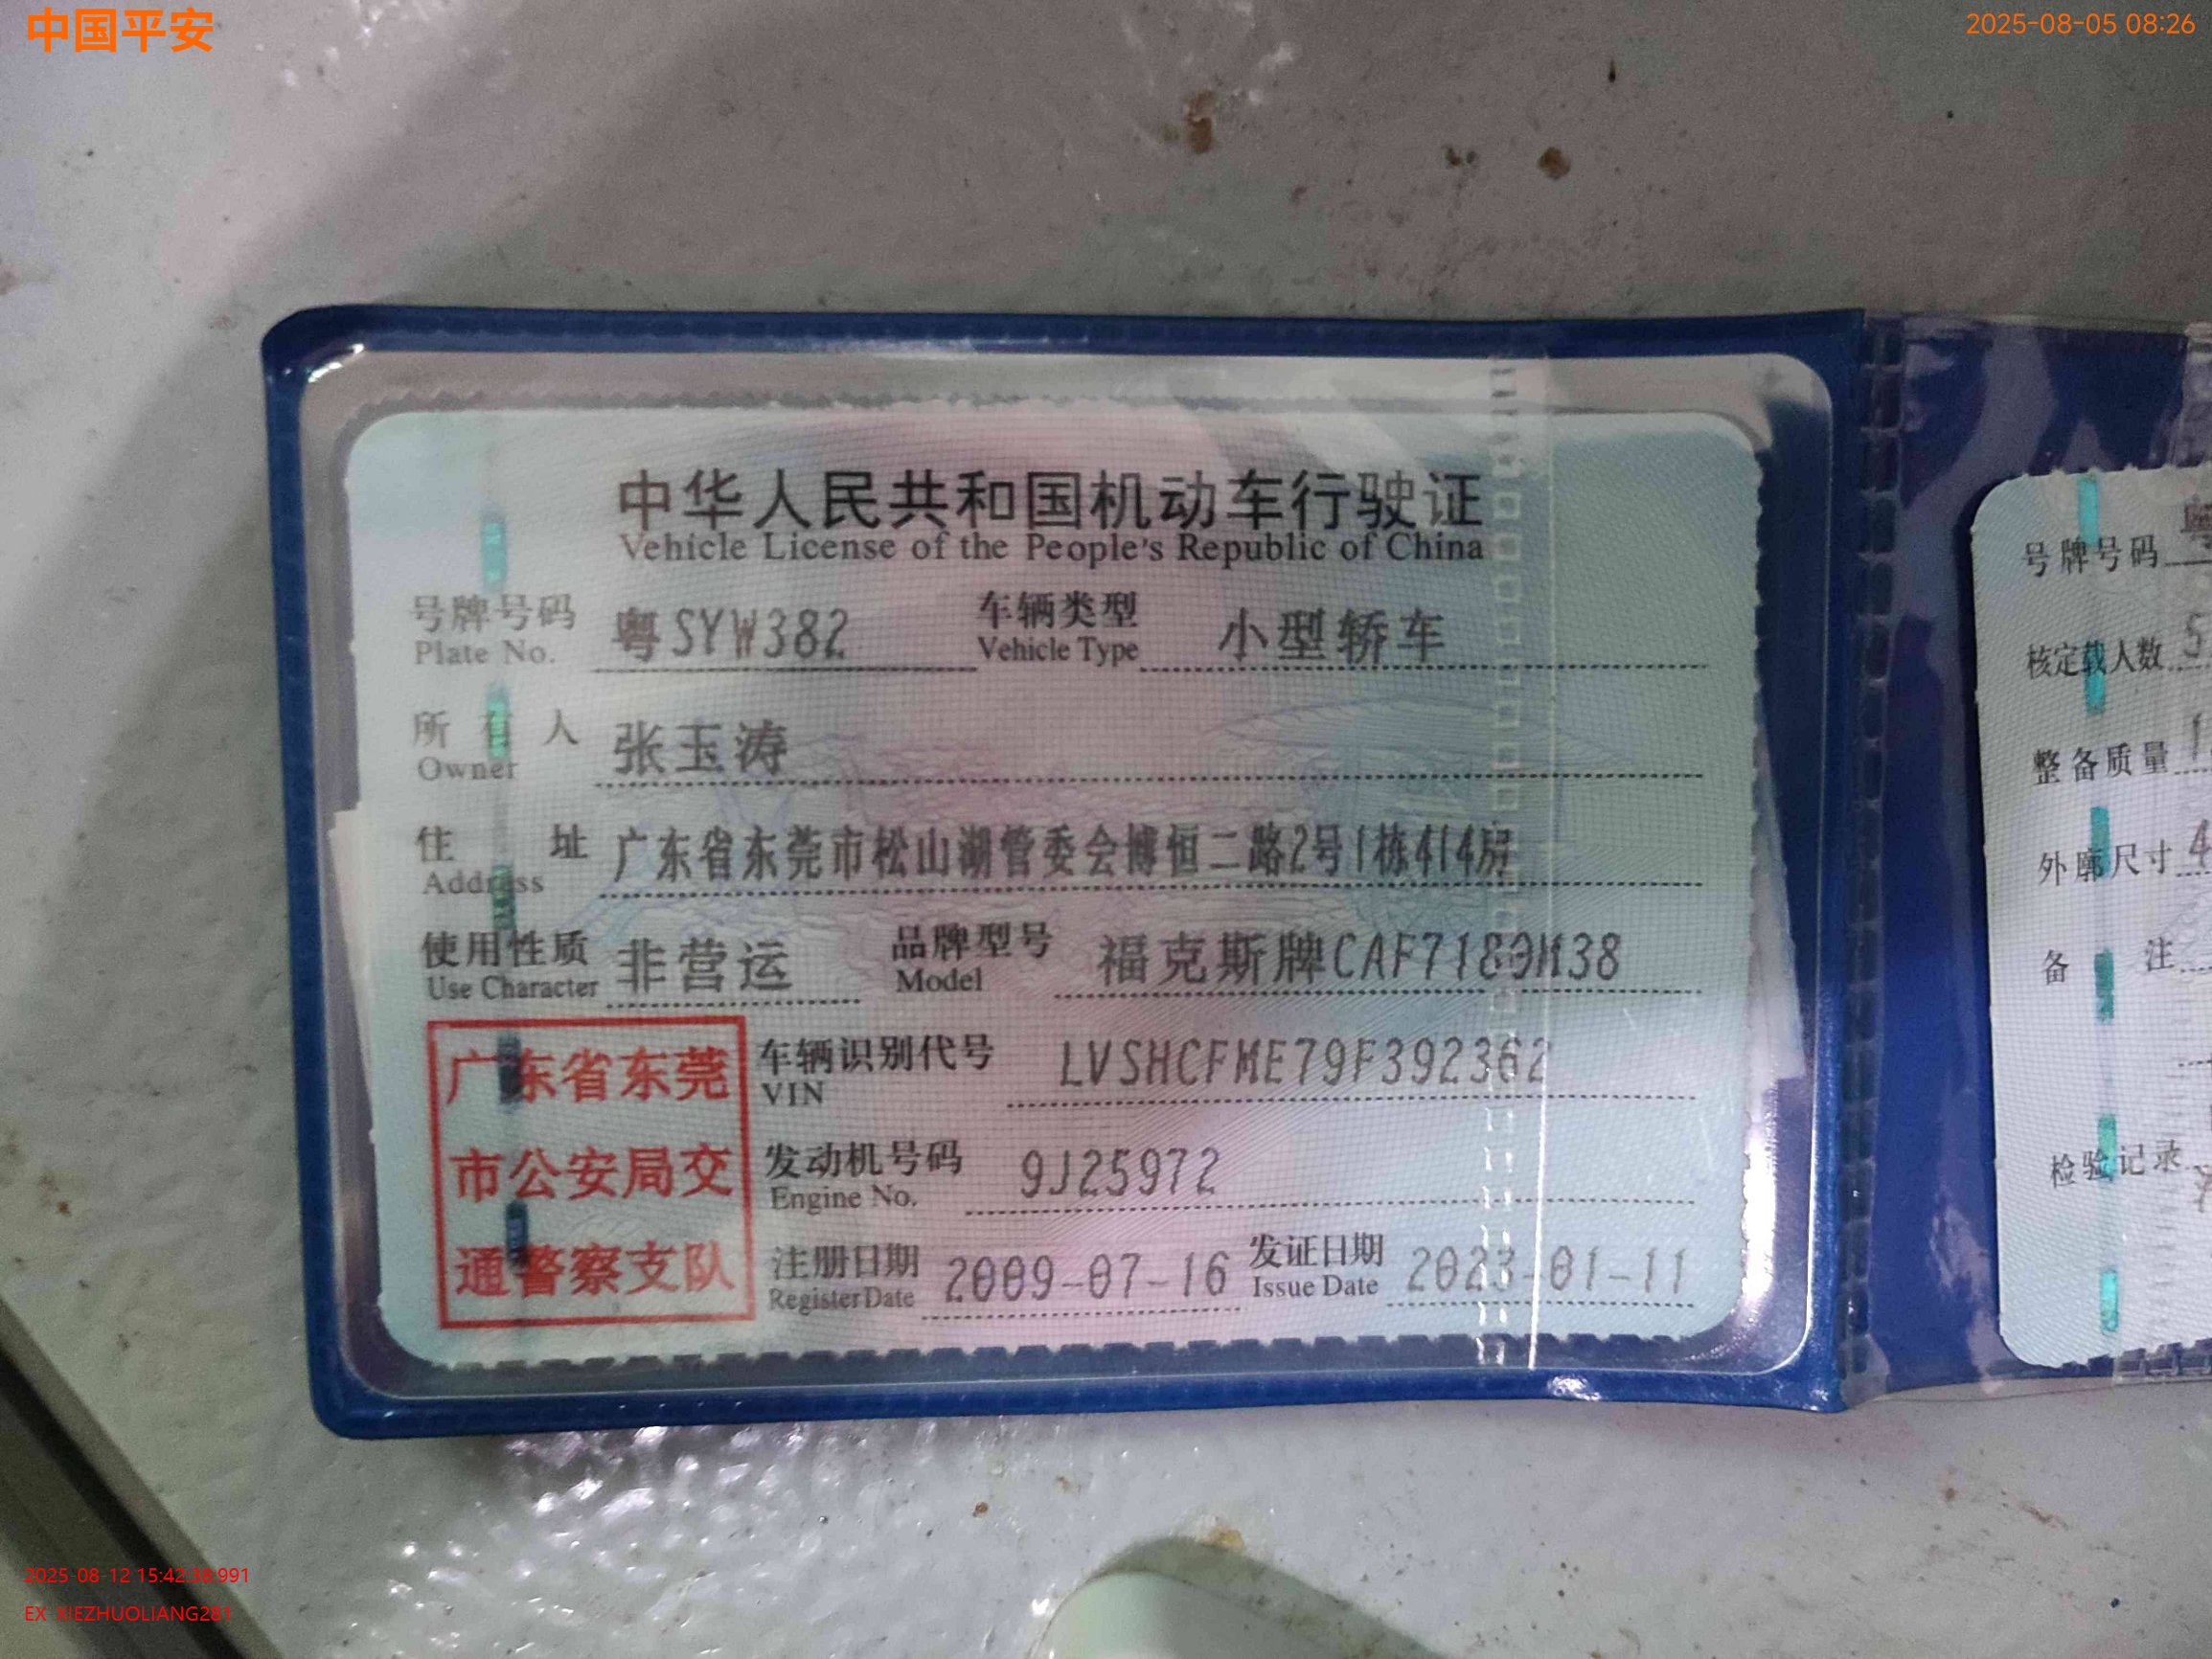 中国平安
2025-08-05 08:26
中华人民共和国机动车行驶证
Vehicle License of the People's Republic of China
号牌号码 粤SYW382 车辆类型 小型轿车
Plate No. Vehicle Type
所有人 张玉涛
Owner
住址 广东省东莞市松山湖管委会博恒二路2号1栋414房
Address
使用性质 非营运 品牌型号 福克斯牌CAF7180M38
Use Character Model
广东省东莞
市公安局交
通警察支队
车辆识别代号 LVSHCFME79F392362
VIN
发动机号码 9J25972
Engine No.
注册日期 2009-07-16 发证日期 2023-01-11
Register Date Issue Date
号牌号码 粤
核定载人数 5
整备质量 1
外廓尺寸 4
备注
检验记录
2025-08-12 15:42:38:991
EX-XIEZHUOLIANG281